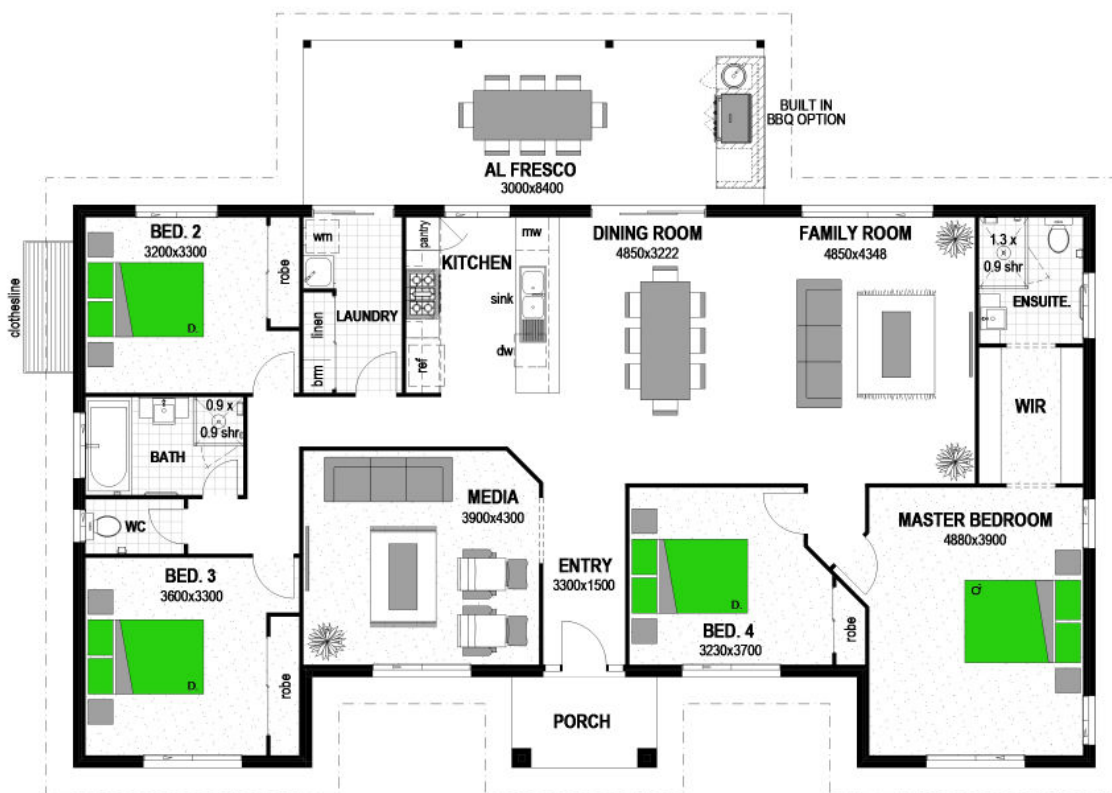 AL FRESCO
3000x8400
BUILT IN
BBQ OPTION
BED. 2
3200x3300
robe
clothesline
wm
linen
brm
LAUNDRY
pantry
KITCHEN
ref
mw
sink
dw
DINING ROOM
4850x3222
FAMILY ROOM
4850x4348
1.3 x
0.9 shr
ENSUITE.
WIR
D.
0.9 x
0.9 shr
BATH
WC
MEDIA
3900x4300
ENTRY
3300x1500
BED. 3
3600x3300
D.
robe
BED. 4
3230x3700
D.
robe
MASTER BEDROOM
4880x3900
Q.
PORCH